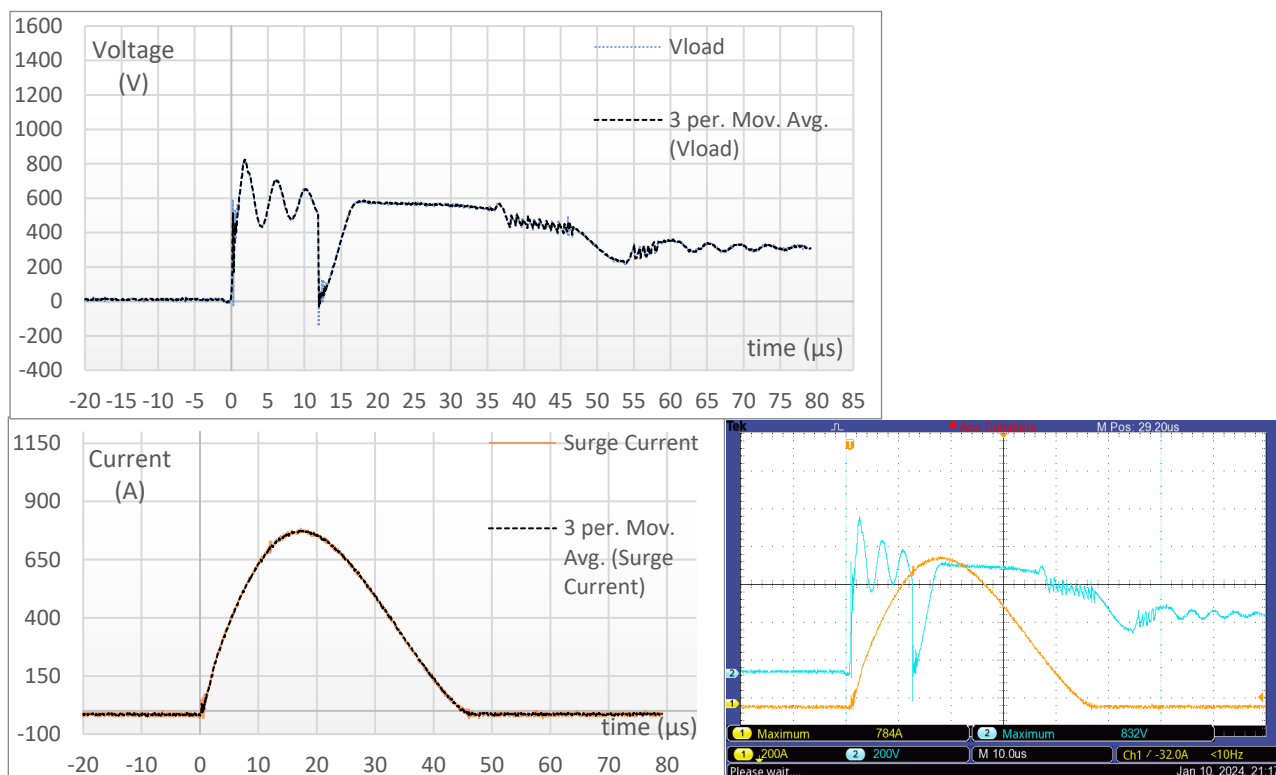 1600
1400
1200
1000
800
600
400
200
0
-200
-400
Voltage
(V)
Vload
3 per. Mov. Avg.
(Vload)
time (µs)
-20 -15 -10 -5 0 5 10 15 20 25 30 35 40 45 50 55 60 65 70 75 80 85
1150
900
650
400
150
-100
Current
(A)
Surge Current
3 per. Mov.
Avg. (Surge
Current)
time (µs)
-20 -10 0 10 20 30 40 50 60 70 80
Tek
Acq Complete M Pos: 29.20us
T
2
1
1 Maximum 784A 2 Maximum 832V
1 200A 2 200V M 10.0us Ch1 -32.0A <10Hz
Please wait...
Jan 10, 2024, 21:17